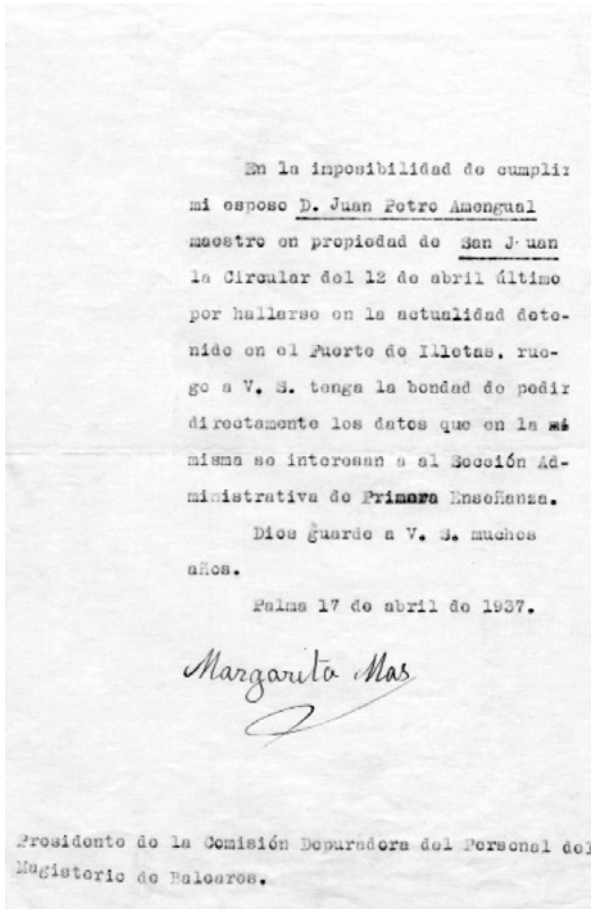 En la imposibilidad de cumplir
mi esposo D. Juan Petro Amengual
maestro en propiedad de San Juan
la Circular del 12 de abril último
por hallarse en la actualidad dete-
nido en el Fuerte de Illetas, rue-
go a V. S. tenga la bondad de pedir
directamente los datos que en la mi
misma se interesan a al Sección Ad-
ministrativa de Primera Enseñanza.
Dios guarde a V. S. muchos
años.
Palma 17 de abril de 1937.
Margarita Mas
Presidente de la Comisión Depuradora del Personal del
Magisterio de Baleares.